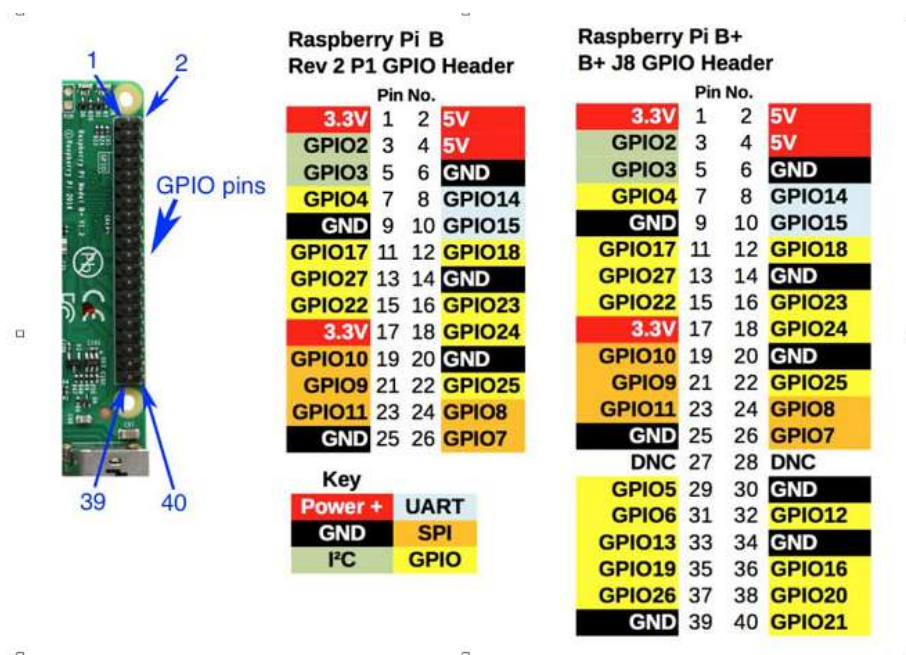 1
2
GPIO pins
39
40
Raspberry Pi B
Rev 2 P1 GPIO Header
Pin No.
3.3V 1 2 5V
GPIO2 3 4 5V
GPIO3 5 6 GND
GPIO4 7 8 GPIO14
GND 9 10 GPIO15
GPIO17 11 12 GPIO18
GPIO27 13 14 GND
GPIO22 15 16 GPIO23
3.3V 17 18 GPIO24
GPIO10 19 20 GND
GPIO9 21 22 GPIO25
GPIO11 23 24 GPIO8
GND 25 26 GPIO7
Key
Power + UART
GND SPI
I²C GPIO
Raspberry Pi B+
B+ J8 GPIO Header
Pin No.
3.3V 1 2 5V
GPIO2 3 4 5V
GPIO3 5 6 GND
GPIO4 7 8 GPIO14
GND 9 10 GPIO15
GPIO17 11 12 GPIO18
GPIO27 13 14 GND
GPIO22 15 16 GPIO23
3.3V 17 18 GPIO24
GPIO10 19 20 GND
GPIO9 21 22 GPIO25
GPIO11 23 24 GPIO8
GND 25 26 GPIO7
DNC 27 28 DNC
GPIO5 29 30 GND
GPIO6 31 32 GPIO12
GPIO13 33 34 GND
GPIO19 35 36 GPIO16
GPIO26 37 38 GPIO20
GND 39 40 GPIO21